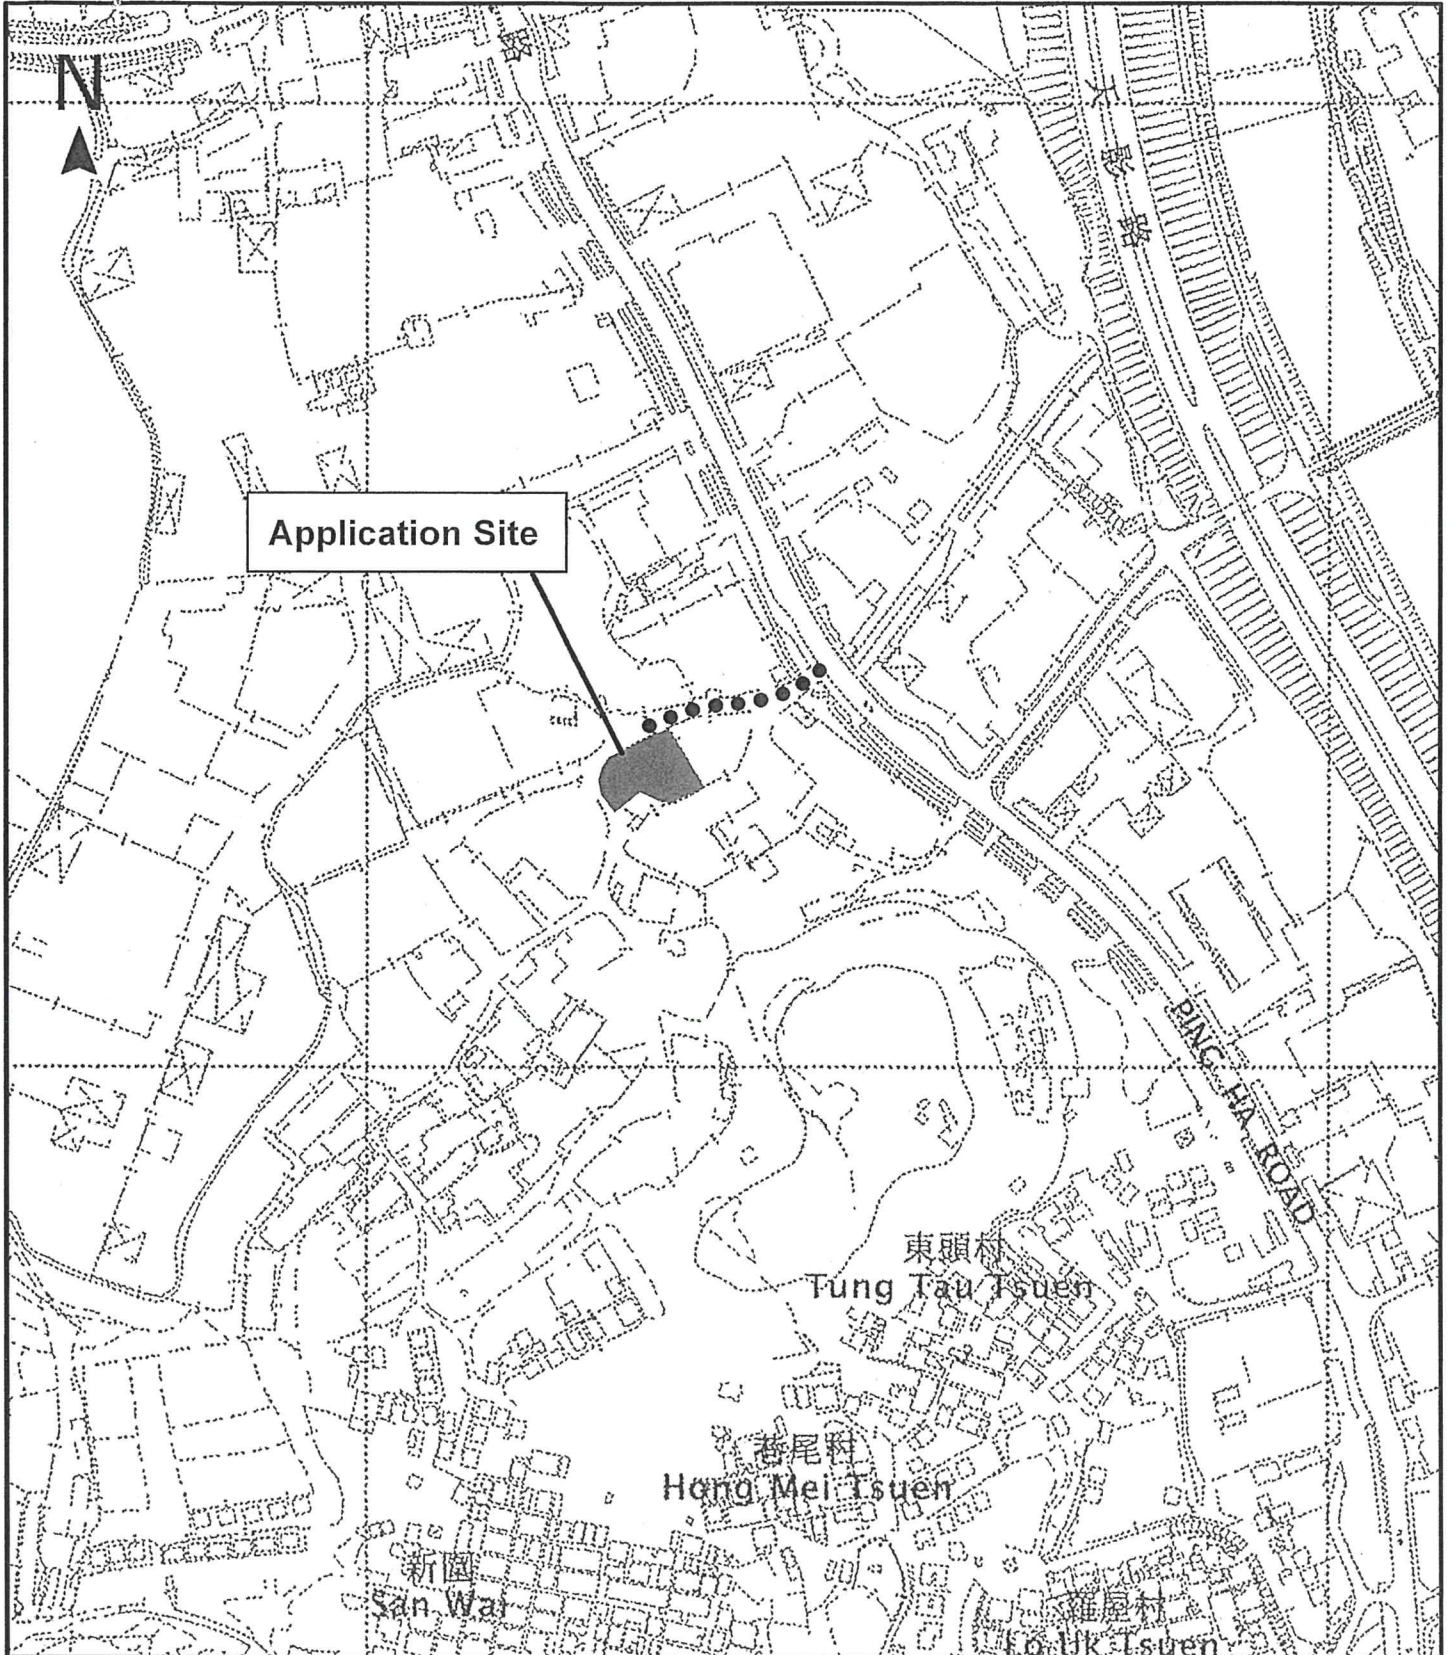 N
路
天影路
Application Site
PING HA ROAD
東頭村
Tung Tau Tsuen
巷尾村
Hong Mei Tsuen
新圍
San Wai
羅屋村
Lo Uk Tsuen